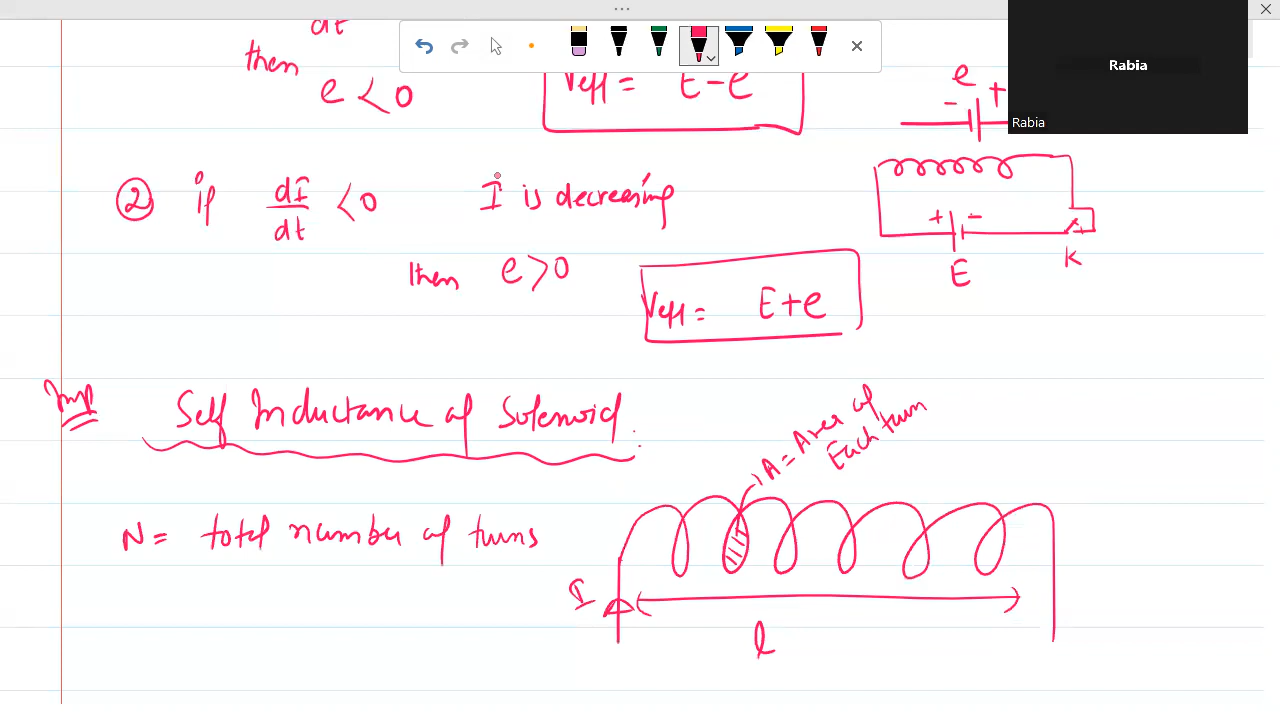 dt
then
e < 0
Veff = E - e
e
- +
Rabia
Rabia
② if dI/dt < 0 I is decreasing
then e > 0
Veff = E + e
+ -
E
K
Imp
Self Inductance of Solenoid.
A = Area of
Each turn
N = total number of turns
I
l